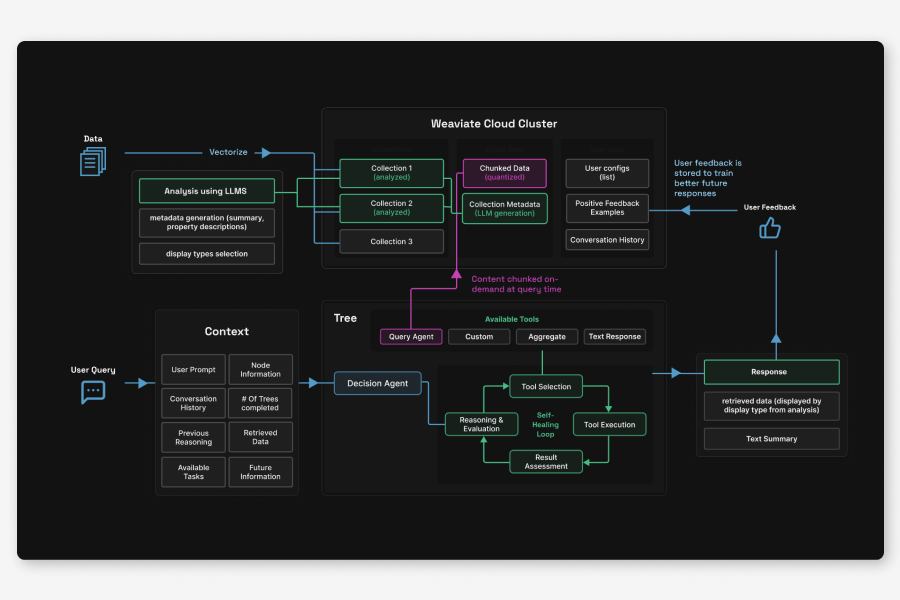 Weaviate Cloud Cluster
Data
Vectorize
Analysis using LLMS
metadata generation (summary,
property descriptions)
display types selection
Collection 1
(analyzed)
Collection 2
(analyzed)
Collection 3
Chunked Data
(quantized)
Collection Metadata
(LLM generation)
User configs
(list)
Positive Feedback
Examples
Conversation History
User feedback is
stored to train
better future
responses
User Feedback
Content chunked on-
demand at query time
User Query
Context
User Prompt
Node
Information
Conversation
History
# Of Trees
completed
Previous
Reasoning
Retrieved
Data
Available
Tasks
Future
Information
Tree
Available Tools
Query Agent
Custom
Aggregate
Text Response
Decision Agent
Tool Selection
Reasoning &
Evaluation
Self-
Healing
Loop
Tool Execution
Result
Assessment
Response
retrieved data (displayed by
display type from analysis)
Text Summary